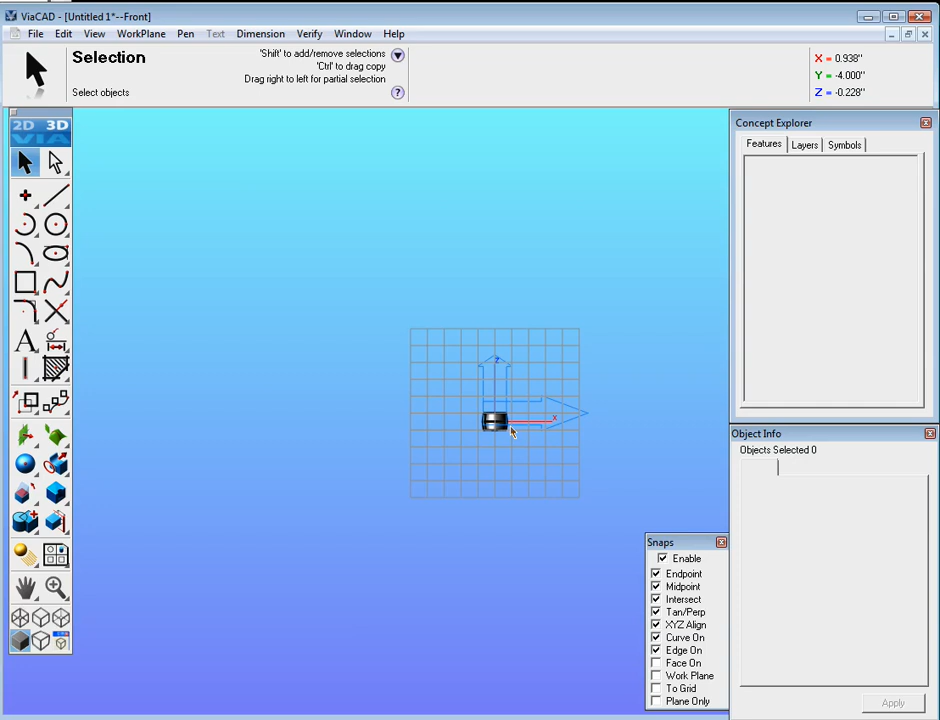 ViaCAD - [Untitled 1*--Front]
File Edit View WorkPlane Pen Text Dimension Verify Window Help
Selection
'Shift' to add/remove selections
'Ctrl' to drag copy
Drag right to left for partial selection
Select objects
?
X = 0.938"
Y = -4.000"
Z = -0.228"
2D 3D
VIA
A
z
x
Concept Explorer
Features Layers Symbols
Object Info
Objects Selected 0
Apply
Snaps
Enable
Endpoint
Midpoint
Intersect
Tan/Perp
XYZ Align
Curve On
Edge On
Face On
Work Plane
To Grid
Plane Only